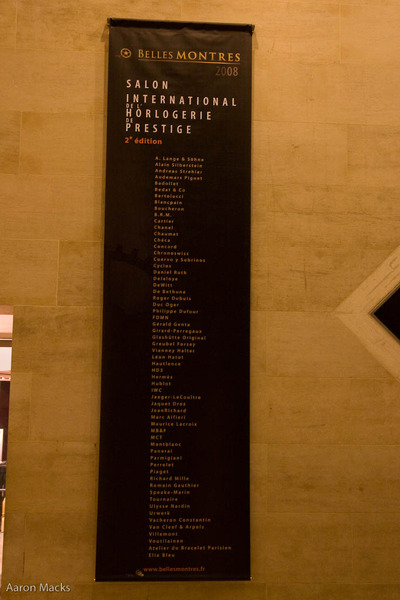 BELLES MONTRES
2008
SALON
INTERNATIONAL
DE L'
HORLOGERIE
DE
PRESTIGE
2e édition
A. Lange & Söhne
Alain Silberstein
Andreas Strehler
Audemars Piguet
Badollet
Bedat & Co
Bertolucci
Blancpain
Boucheron
B.R.M.
Cartier
Chanel
Chaumet
Concord
Chronoswiss
Cuervo y Sobrinos
Cyclos
Daniel Roth
Delaloye
DeWitt
De Bethune
Roger Dubuis
Doc Oger
Philippe Dufour
FDMN
Gérald Genta
Girard-Perregaux
Glashütte Original
Greubel Forsey
Vianney Halter
Léon Hatot
Hautlence
HD3
Hermès
Hublot
IWC
Jaeger-LeCoultre
Jaquet Droz
JeanRichard
Marc Alfieri
Maurice Lacroix
MB&F
MCT
Montblanc
Panerai
Parmigiani
Perrelet
Piaget
Richard Mille
Romain Gauthier
Speake-Marin
Tournaire
Ulysse Nardin
Urwerk
Vacheron Constantin
Van Cleef & Arpels
Villemont
Voutilainen
Atelier du Bracelet Parisien
Elie Bleu
www.bellesmontres.fr
Aaron Macks